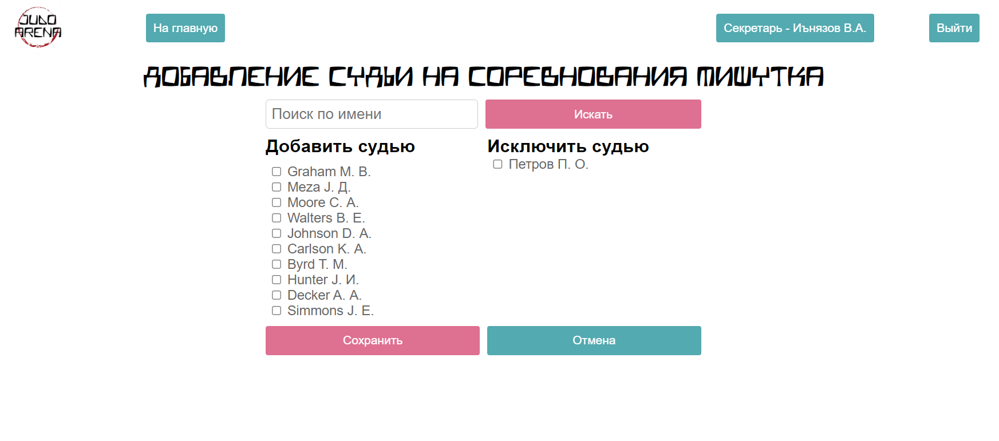 JUDO
ARENA
На главную
Секретарь - Иънязов В.А.
Выйти
ДОБАВЛЕНИЕ СУДЬИ НА СОРЕВНОВАНИЯ МИШУТКА
Поиск по имени
Искать
Добавить судью
Graham M. В.
Meza J. Д.
Moore C. А.
Walters B. Е.
Johnson D. А.
Carlson K. А.
Byrd T. М.
Hunter J. И.
Decker A. А.
Simmons J. Е.
Исключить судью
Петров П. О.
Сохранить
Отмена